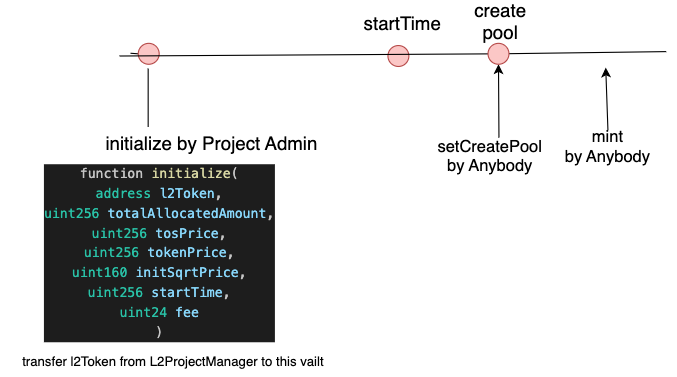 startTime
create
pool
initialize by Project Admin
setCreatePool
by Anybody
mint
by Anybody
function initialize(
address l2Token,
uint256 totalAllocatedAmount,
uint256 tosPrice,
uint256 tokenPrice,
uint160 initSqrtPrice,
uint256 startTime,
uint24 fee
)
transfer l2Token from L2ProjectManager to this vailt